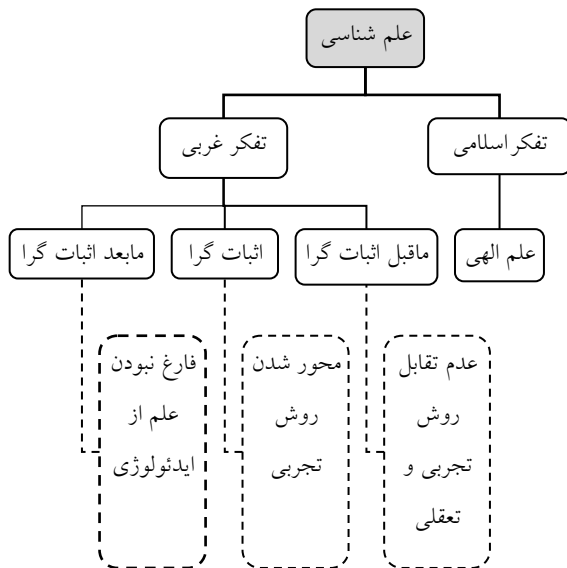 علم شناسی
تفکر اسلامی
تفکر غربی
علم الهی
ماقبل اثبات گرا
اثبات گرا
مابعد اثبات گرا
عدم تقابل
روش
تجربی و
تعقلی
محور شدن
روش
تجربی
فارغ نبودن
علم از
ایدئولوژی